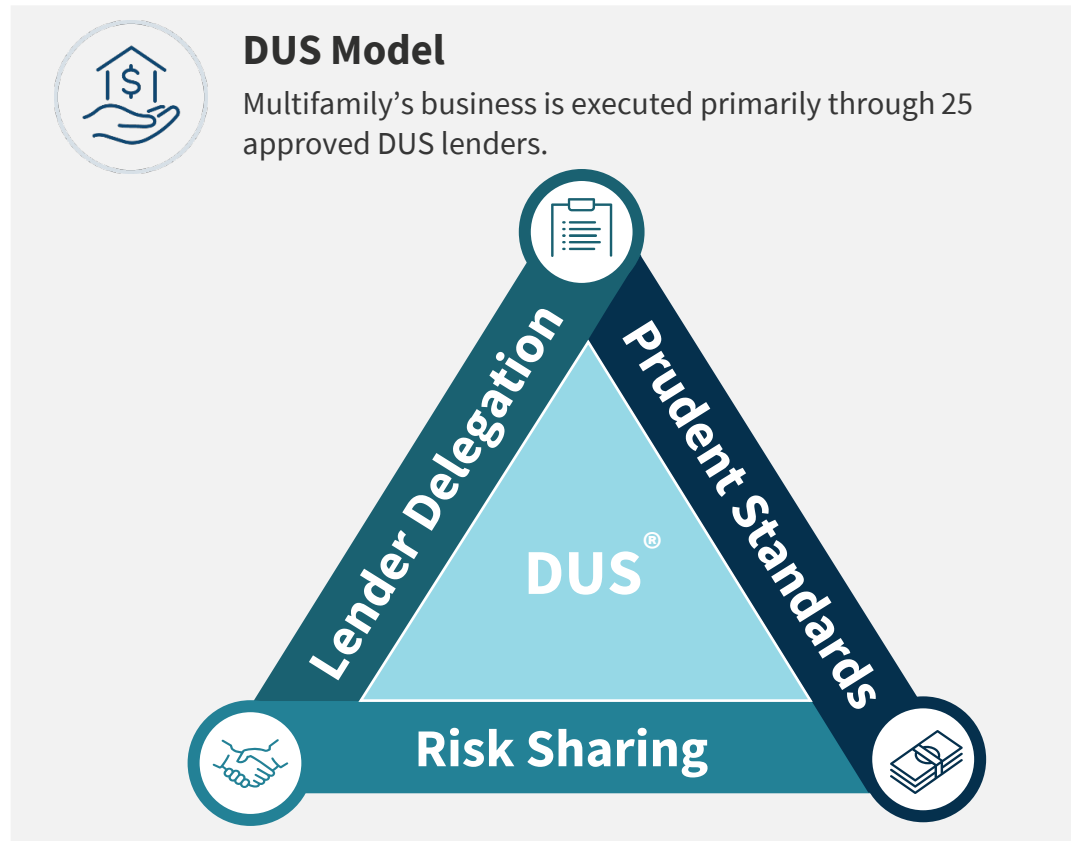 DUS Model
Multifamily’s business is executed primarily through 25
approved DUS lenders.
Lender Delegation
Prudent Standards
DUS®
Risk Sharing
$